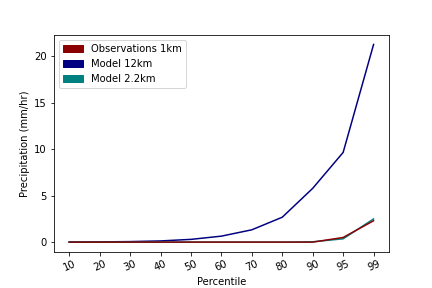 Observations 1km
Model 12km
Model 2.2km
Precipitation (mm/hr)
20
15
10
5
0
10 20 30 40 50 60 70 80 90 95 99
Percentile